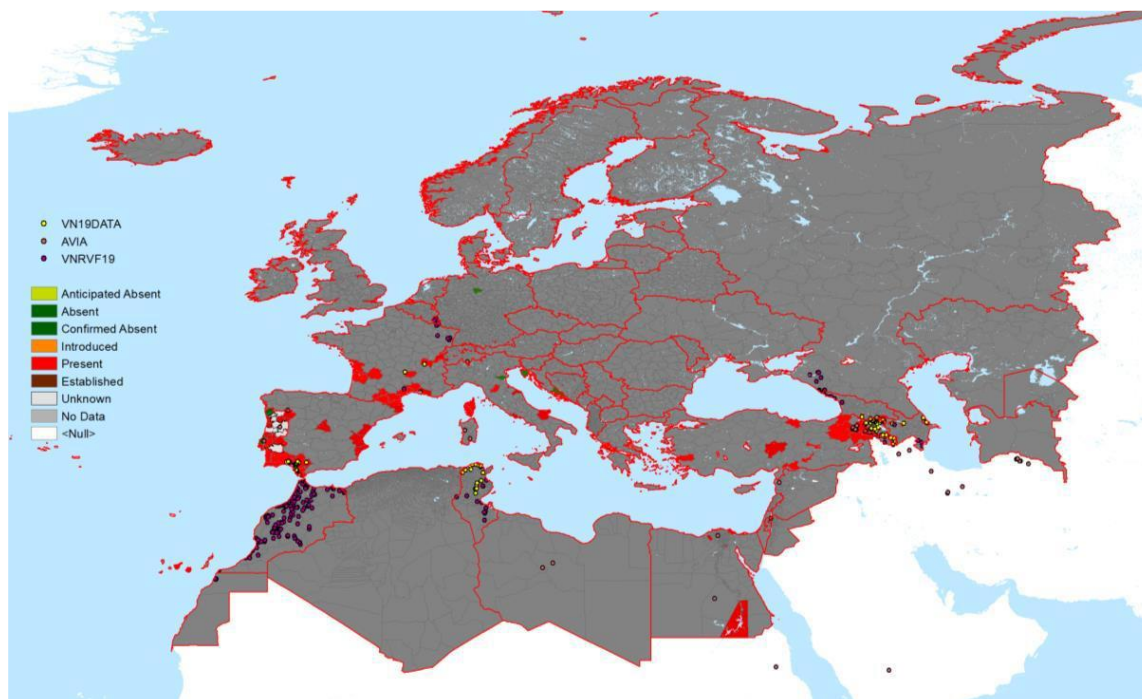 VN19DATA
AVIA
VNRVF19
Anticipated Absent
Absent
Confirmed Absent
Introduced
Present
Established
Unknown
No Data
<Null>